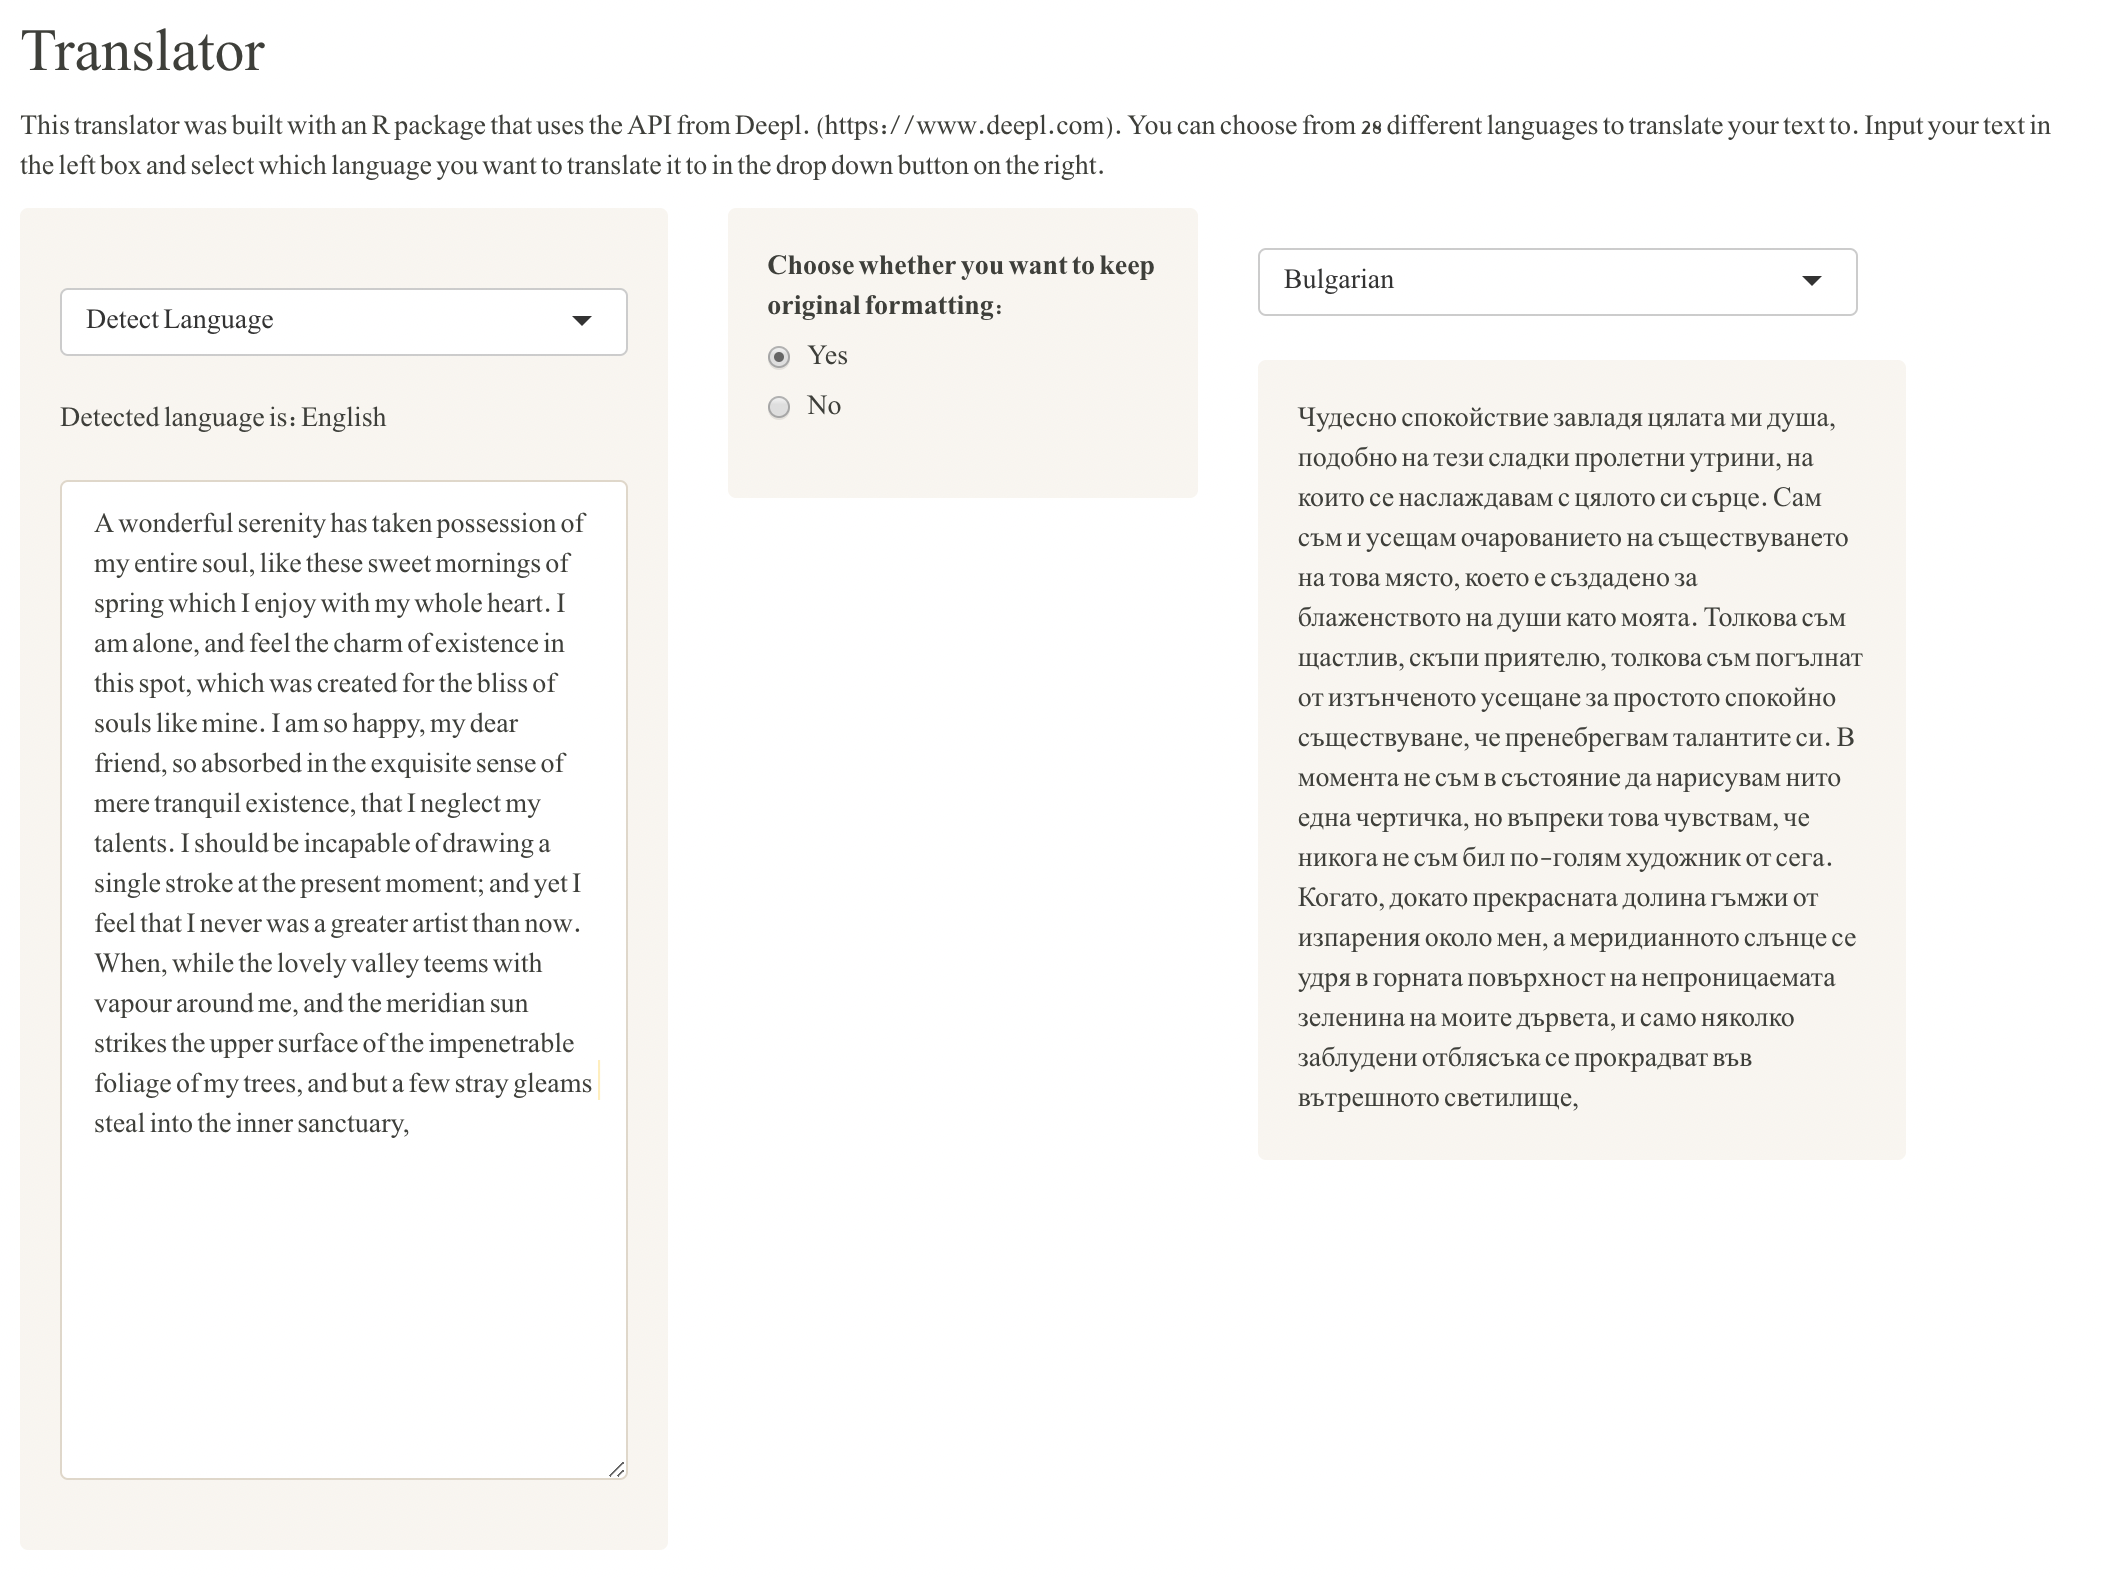 Translator
This translator was built with an R package that uses the API from Deepl. (https://www.deepl.com). You can choose from 28 different languages to translate your text to. Input your text in
the left box and select which language you want to translate it to in the drop down button on the right.
Detect Language
Detected language is: English
A wonderful serenity has taken possession of
my entire soul, like these sweet mornings of
spring which I enjoy with my whole heart. I
am alone, and feel the charm of existence in
this spot, which was created for the bliss of
souls like mine. I am so happy, my dear
friend, so absorbed in the exquisite sense of
mere tranquil existence, that I neglect my
talents. I should be incapable of drawing a
single stroke at the present moment; and yet I
feel that I never was a greater artist than now.
When, while the lovely valley teems with
vapour around me, and the meridian sun
strikes the upper surface of the impenetrable
foliage of my trees, and but a few stray gleams
steal into the inner sanctuary,
Choose whether you want to keep
original formatting:
Yes
No
Bulgarian
Чудесно спокойствие завладя цялата ми душа,
подобно на тези сладки пролетни утрини, на
които се наслаждавам с цялото си сърце. Сам
съм и усещам очарованието на съществуването
на това място, което е създадено за
блаженството на души като моята. Толкова съм
щастлив, скъпи приятелю, толкова съм погълнат
от изтънченото усещане за простото спокойно
съществуване, че пренебрегвам талантите си. В
момента не съм в състояние да нарисувам нито
една чертичка, но въпреки това чувствам, че
никога не съм бил по-голям художник от сега.
Когато, докато прекрасната долина гъмжи от
изпарения около мен, а меридианното слънце се
удря в горната повърхност на непроницаемата
зеленина на моите дървета, и само няколко
заблудени отблясъка се прокрадват във
вътрешното светилище,